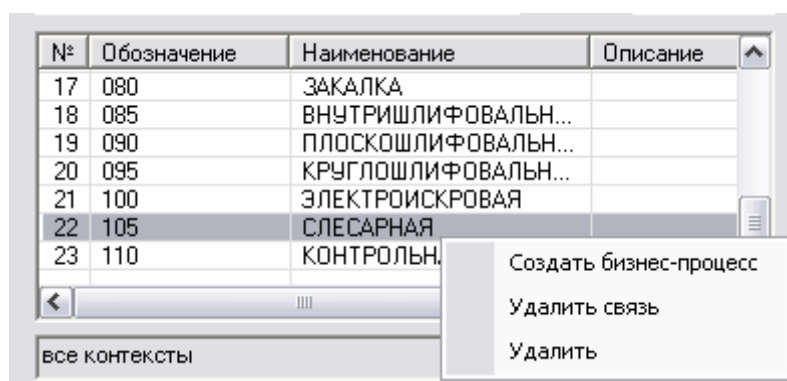 № Обозначение Наименование Описание
17 080 ЗАКАЛКА
18 085 ВНУТРИШЛИФОВАЛЬН...
19 090 ПЛОСКОШЛИФОВАЛЬН...
20 095 КРУГЛОШЛИФОВАЛЬН...
21 100 ЭЛЕКТРОИСКРОВАЯ
22 105 СЛЕСАРНАЯ
23 110 КОНТРОЛЬН
Создать бизнес-процесс
Удалить связь
Удалить
все контексты